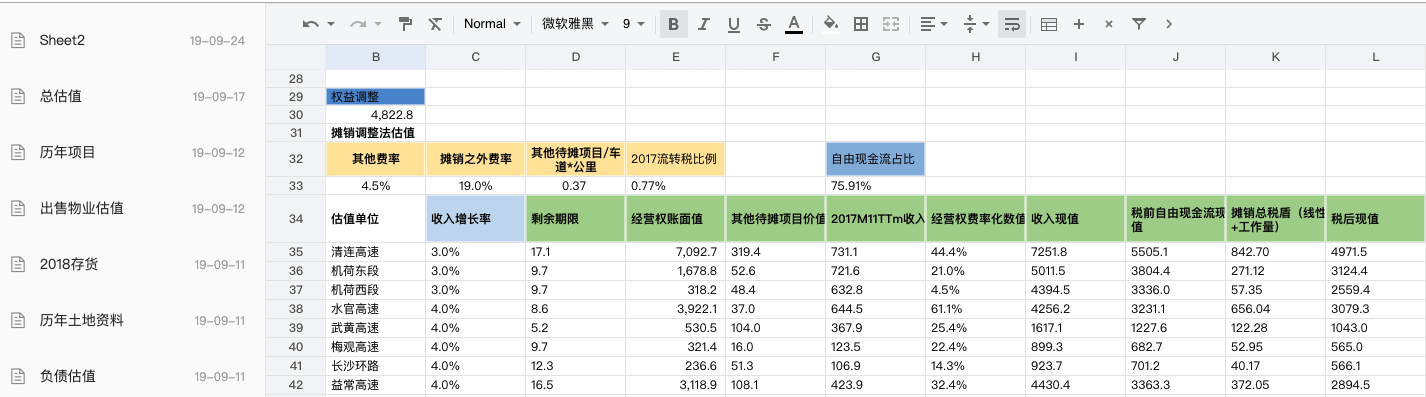 Normal 微软雅黑 9 B I U S A
Sheet2 19-09-24
总估值 19-09-17
历年项目 19-09-12
出售物业估值 19-09-12
2018存货 19-09-11
历年土地资料 19-09-11
负债估值 19-09-11
B C D E F G H I J K L
28
29 权益调整
30 4,822.8
31 摊销调整法估值
32 其他费率 摊销之外费率 其他待摊项目/车道*公里 2017流转税比例 自由现金流占比
33 4.5% 19.0% 0.37 0.77% 75.91%
34 估值单位 收入增长率 剩余期限 经营权账面值 其他待摊项目价值 2017M11TTm收入 经营权费率化数值 收入现值 税前自由现金流现值 摊销总税盾（线性+工作量） 税后现值
35 清连高速 3.0% 17.1 7,092.7 319.4 731.1 44.4% 7251.8 5505.1 842.70 4971.5
36 机荷东段 3.0% 9.7 1,678.8 52.6 721.6 21.0% 5011.5 3804.4 271.12 3124.4
37 机荷西段 3.0% 9.7 318.2 48.4 632.8 4.5% 4394.5 3336.0 57.35 2559.4
38 水官高速 4.0% 8.6 3,922.1 37.0 644.5 61.1% 4256.2 3231.1 656.04 3079.3
39 武黄高速 4.0% 5.2 530.5 104.0 367.9 25.4% 1617.1 1227.6 122.28 1043.0
40 梅观高速 4.0% 9.7 321.4 16.0 123.5 22.4% 899.3 682.7 52.95 565.0
41 长沙环路 4.0% 12.3 236.6 51.3 106.9 14.3% 923.7 701.2 40.17 566.1
42 益常高速 4.0% 16.5 3,118.9 108.1 423.9 32.4% 4430.4 3363.3 372.05 2894.5